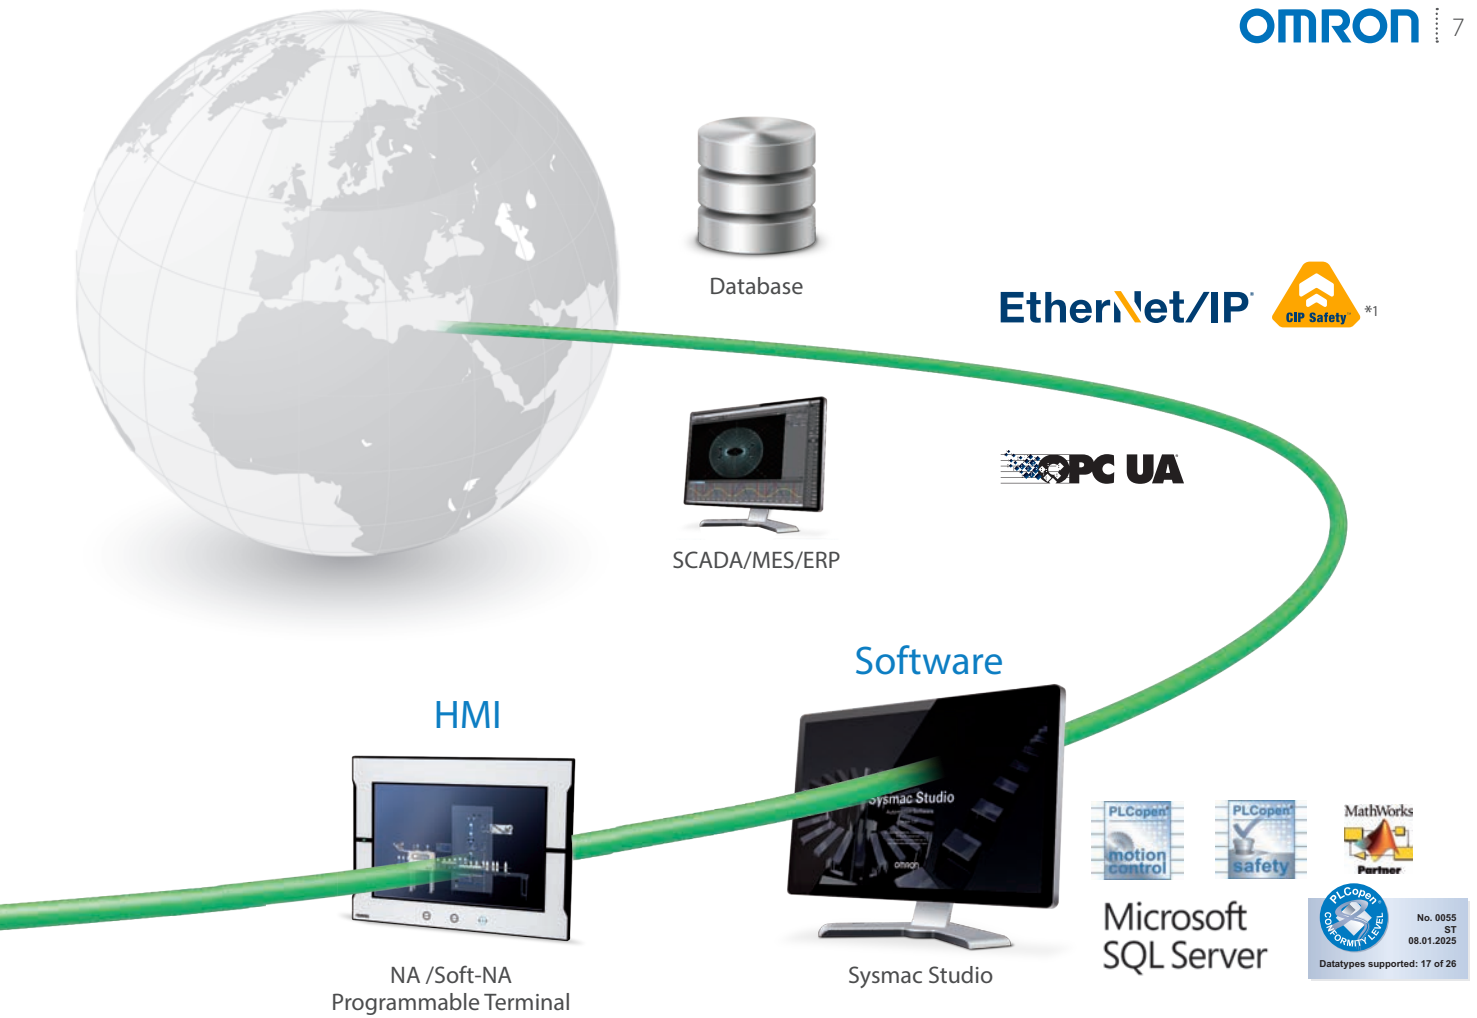 OMRON 7
Database
EtherNet/IP
CIP Safety™ *1
OPC UA
SCADA/MES/ERP
Software
HMI
Sysmac Studio
OMRON
NA /Soft-NA
Programmable Terminal
Sysmac Studio
PLCopen
motion
control
PLCopen
safety
MathWorks
Partner
Microsoft
SQL Server
PLCopen
CONFORMITY LEVEL
No. 0055
ST
08.01.2025
Datatypes supported: 17 of 26